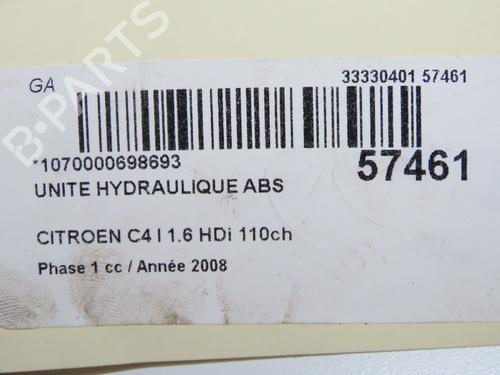 GA
33330401 57461
*1070000698693
57461
UNITE HYDRAULIQUE ABS
CITROEN C4 I 1.6 HDi 110ch
Phase 1 cc / Année 2008
B-PARTS